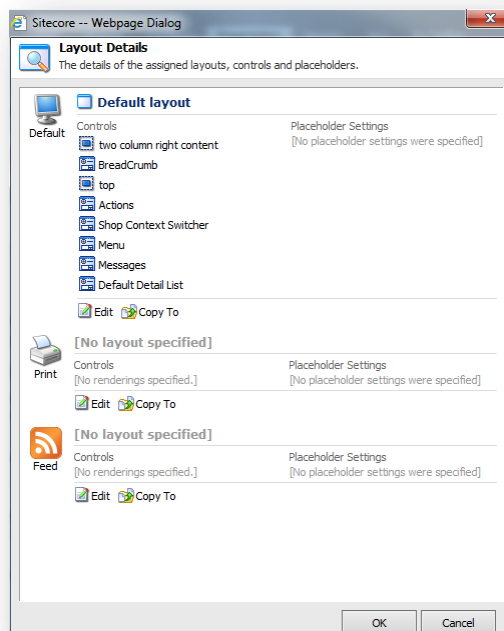 Sitecore -- Webpage Dialog
Layout Details
The details of the assigned layouts, controls and placeholders.
Default
Default layout
Controls
Placeholder Settings
two column right content
[No placeholder settings were specified]
BreadCrumb
top
Actions
Shop Context Switcher
Menu
Messages
Default Detail List
Edit Copy To
Print
[No layout specified]
Controls
Placeholder Settings
[No renderings specified.]
[No placeholder settings were specified]
Edit Copy To
Feed
[No layout specified]
Controls
Placeholder Settings
[No renderings specified.]
[No placeholder settings were specified]
Edit Copy To
OK Cancel